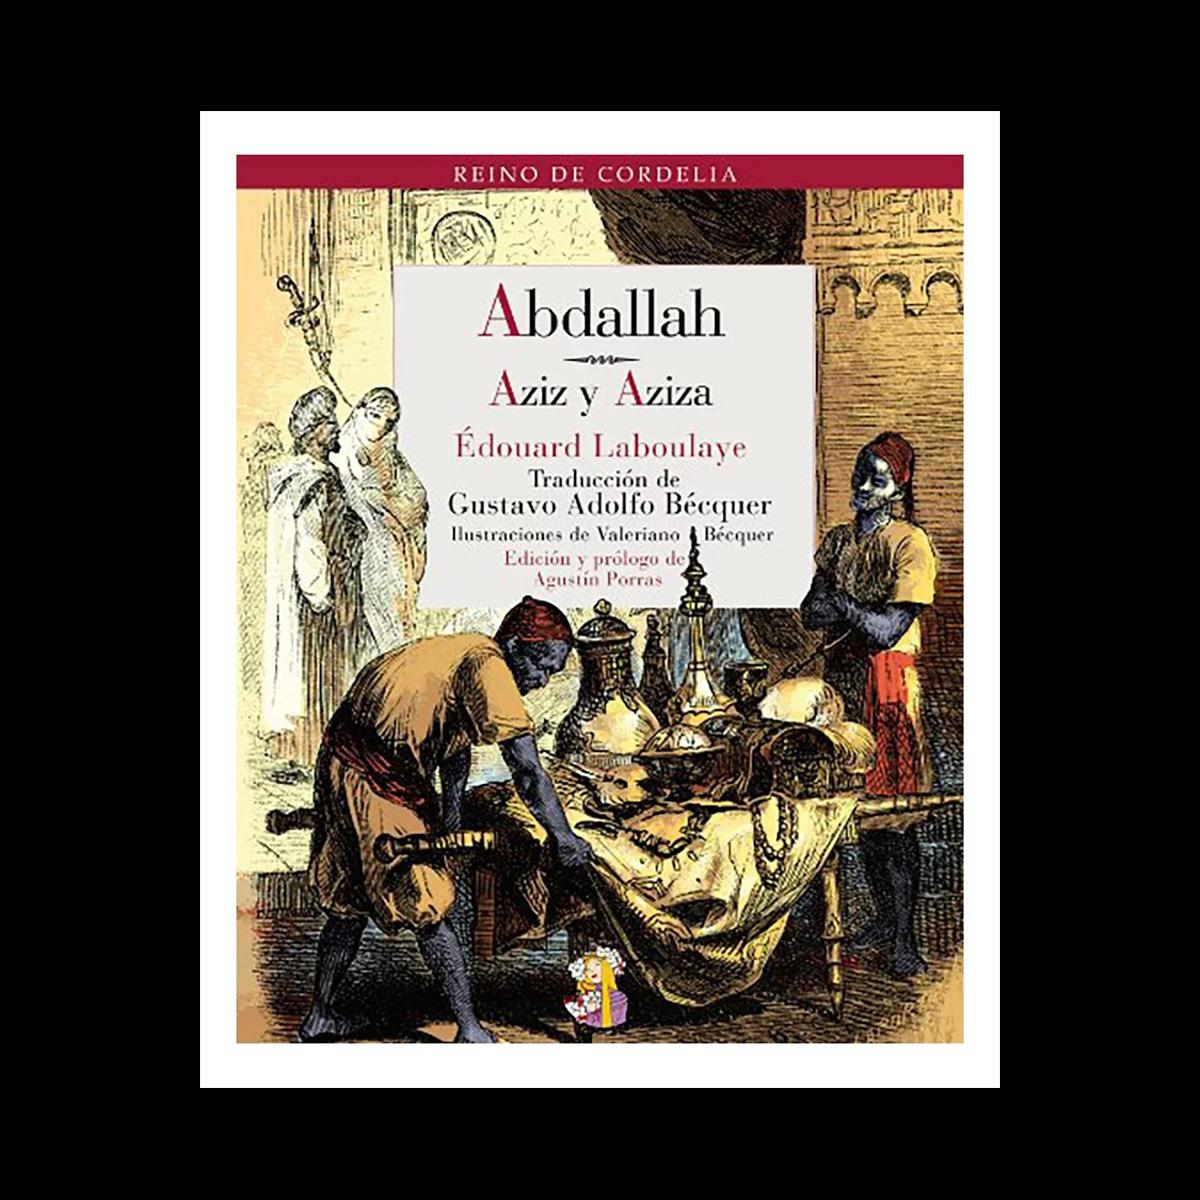 REINO DE CORDELIA
Abdallah
Aziz y Aziza
Édouard Laboulaye
Traducción de
Gustavo Adolfo Bécquer
Ilustraciones de Valeriano Bécquer
Edición y prólogo de
Agustín Porras